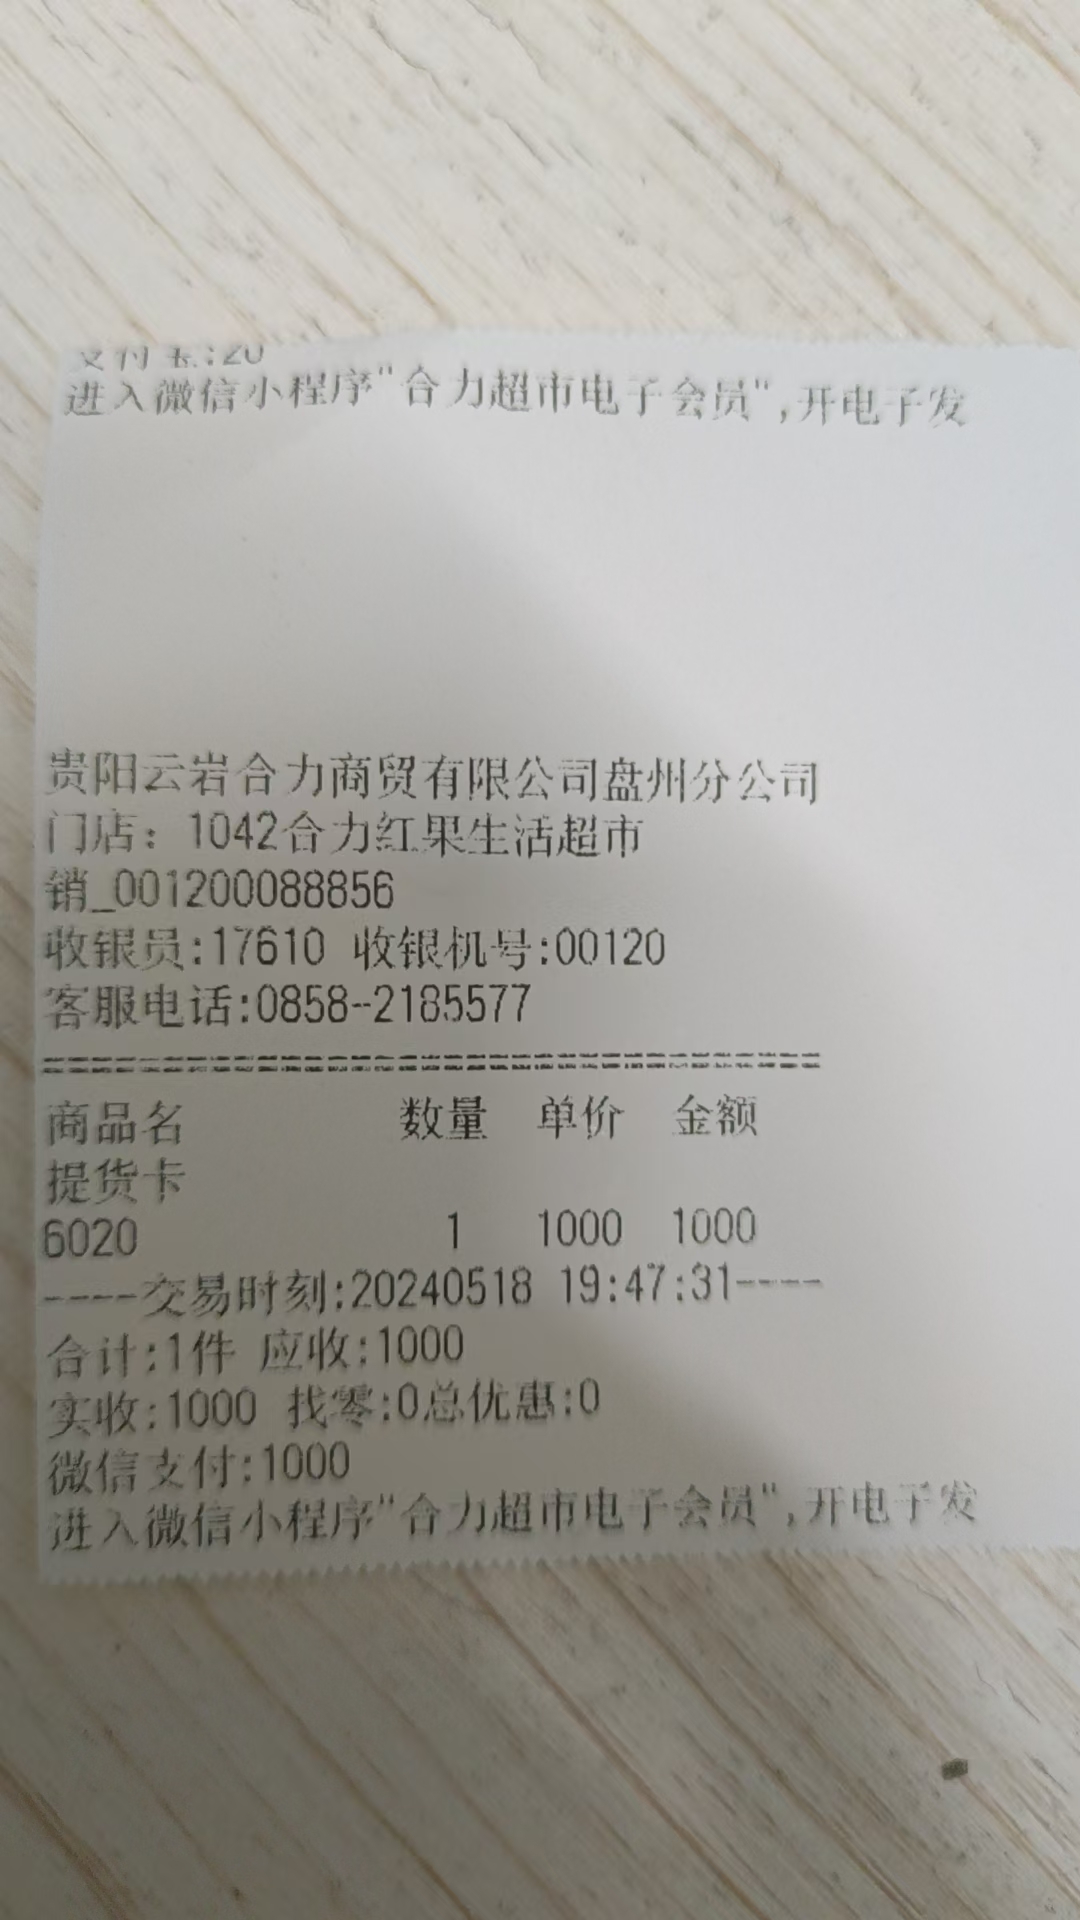 支付宝:20
进入微信小程序"合力超市电子会员",开电子发
贵阳云岩合力商贸有限公司盘州分公司
门店：1042合力红果生活超市
销_001200088856
收银员:17610 收银机号:00120
客服电话:0858-2185577
==================================
商品名 数量 单价 金额
提货卡
6020 1 1000 1000
----交易时刻:20240518 19:47:31----
合计:1件 应收:1000
实收:1000 找零:0总优惠:0
微信支付:1000
进入微信小程序"合力超市电子会员",开电子发